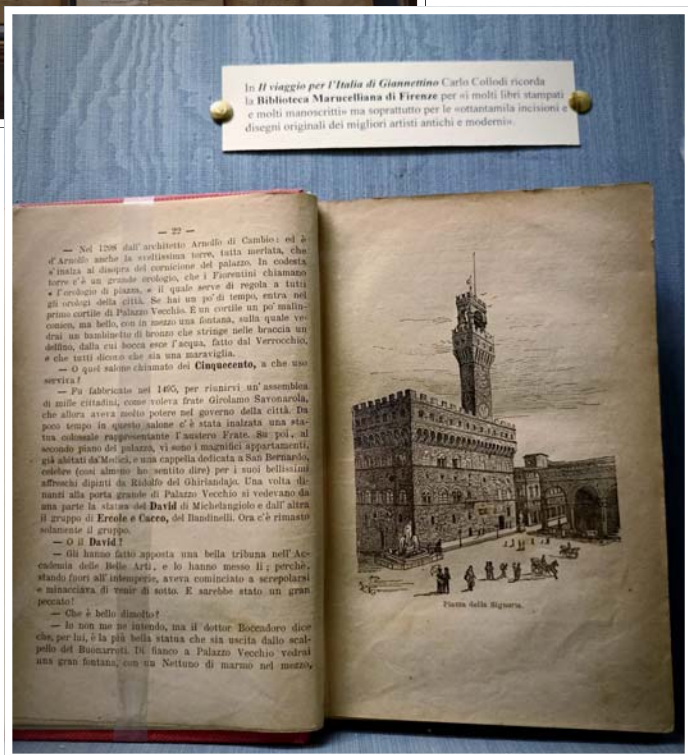 In Il viaggio per l'Italia di Giannettino Carlo Collodi ricorda
la Biblioteca Marucelliana di Firenze per «i molti libri stampati
e molti manoscritti» ma soprattutto per le «ottantamila incisioni e
disegni originali dei migliori artisti antichi e moderni».
— 22 —
— Nel 1298 dall'architetto Arnolfo di Cambio: ed è
d'Arnolfo anche la sveltissima torre, tutta merlata, che
s'inalza al disopra del cornicione del palazzo. In codesta
torre c'è un grande orologio, che i Fiorentini chiamano
« l'orologio di piazza, » il quale serve di regola a tutti
gli orologi della città. Se hai un po' di tempo, entra nel
primo cortile di Palazzo Vecchio. È un cortile un po' malin-
conico, ma bello, con in mezzo una fontana, sulla quale ve-
drai un bambinetto di bronzo che stringe nelle braccia un
delfino, dalla cui bocca esce l'acqua, fatto dal Verrocchio,
e che tutti dicono che sia una maraviglia.
— O quel salone chiamato dei Cinquecento, a che uso
serviva?
— Fu fabbricato nel 1495, per riunirvi un'assemblea
di mille cittadini, come voleva frate Girolamo Savonarola,
che allora aveva molto potere nel governo della città. Da
poco tempo in questo salone c'è stata inalzata una sta-
tua colossale rappresentante l'austero Frate. Su poi, al
secondo piano del palazzo, vi sono i magnifici appartamenti,
già abitati da'Medici, e una cappella dedicata a San Bernardo,
celebre (così almeno ho sentito dire) per i suoi bellissimi
affreschi dipinti da Ridolfo del Ghirlandajo. Una volta di-
nanzi alla porta grande di Palazzo Vecchio si vedevano da
una parte la statua del David di Michelangiolo e dall'altra
il gruppo di Ercole e Cacco, del Bandinelli. Ora c'è rimasto
solamente il gruppo.
— O il David?
— Gli hanno fatto apposta una bella tribuna nell'Ac-
cademia delle Belle Arti, e lo hanno messo lì; perchè,
stando fuori all'intemperie, aveva cominciato a screpolarsi
e minacciava di venir di sotto. E sarebbe stato un gran
peccato!
— Che è bello dimolto?
— Io non me ne intendo, ma il dottor Boccadoro dice
che, per lui, è la più bella statua che sia uscita dallo scal-
pello del Buonarroti. Di fianco a Palazzo Vecchio vedrai
una gran fontana, con un Nettuno di marmo nel mezzo,
Piazza della Signoria.